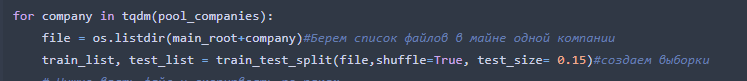 for company in tqdm(pool_companies):
    file = os.listdir(main_root+company)#Берем список файлов в майне одной компании
    train_list, test_list = train_test_split(file,shuffle=True, test_size= 0.15)#создаем выборки